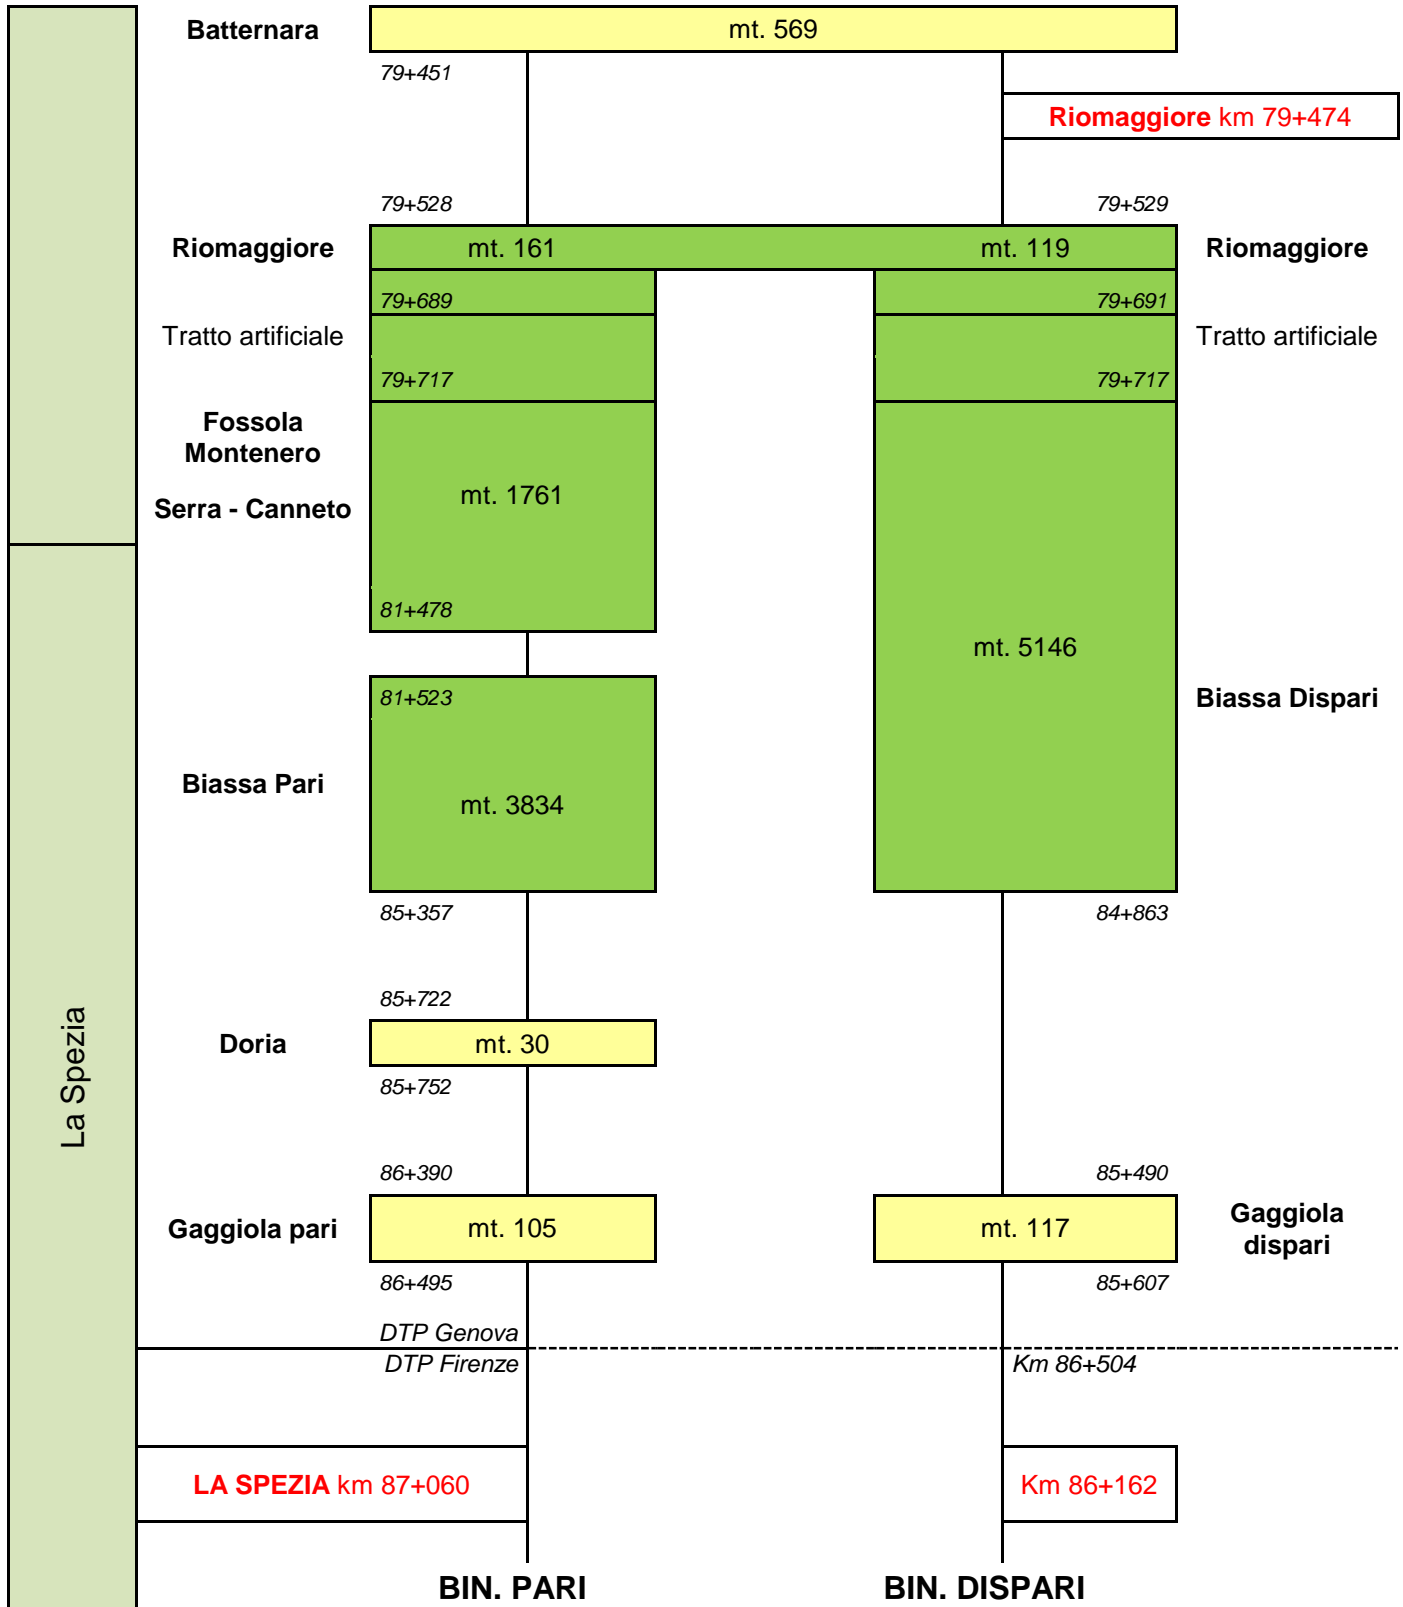 Batternara
mt. 569
79+451
Riomaggiore km 79+474
79+528
79+529
Riomaggiore
mt. 161
mt. 119
Riomaggiore
79+689
79+691
Tratto artificiale
Tratto artificiale
79+717
79+717
Fossola
Montenero
Serra - Canneto
mt. 1761
81+478
mt. 5146
81+523
Biassa Dispari
Biassa Pari
mt. 3834
85+357
84+863
85+722
Doria
mt. 30
85+752
La Spezia
86+390
85+490
Gaggiola pari
mt. 105
mt. 117
Gaggiola
dispari
86+495
85+607
DTP Genova
DTP Firenze
Km 86+504
LA SPEZIA km 87+060
Km 86+162
BIN. PARI
BIN. DISPARI